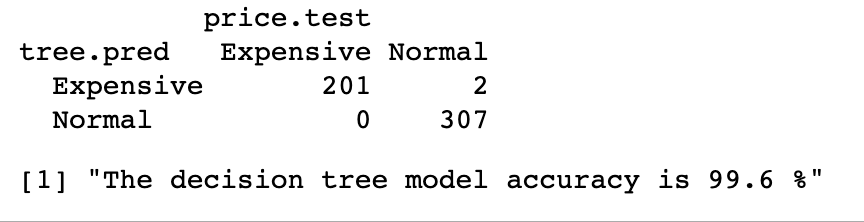 price.test
tree.pred Expensive Normal
Expensive 201 2
Normal 0 307
[1] "The decision tree model accuracy is 99.6 %"